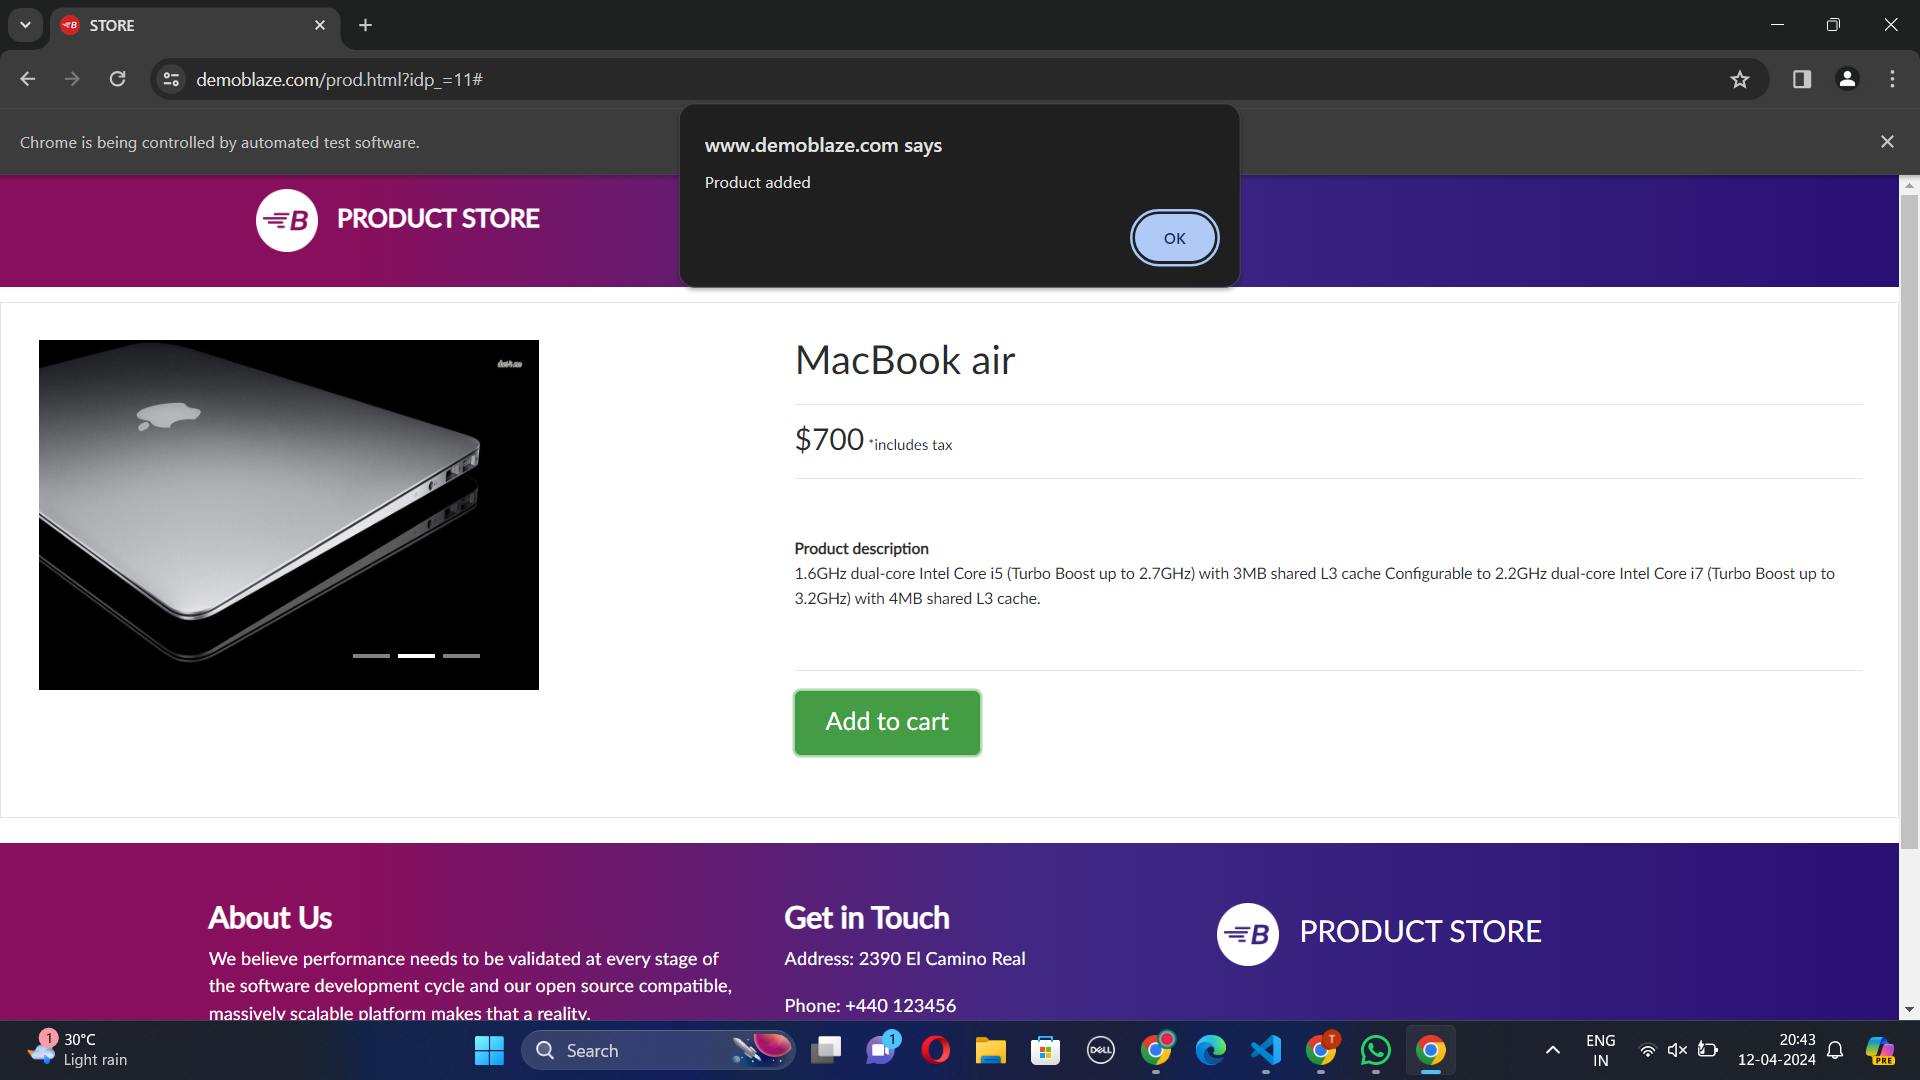 STORE
demoblaze.com/prod.html?idp_=11#
Chrome is being controlled by automated test software.
www.demoblaze.com says
Product added
OK
B PRODUCT STORE
MacBook air
$700 *includes tax
Product description
1.6GHz dual-core Intel Core i5 (Turbo Boost up to 2.7GHz) with 3MB shared L3 cache Configurable to 2.2GHz dual-core Intel Core i7 (Turbo Boost up to
3.2GHz) with 4MB shared L3 cache.
Add to cart
About Us
We believe performance needs to be validated at every stage of
the software development cycle and our open source compatible,
massively scalable platform makes that a reality.
Get in Touch
Address: 2390 El Camino Real
Phone: +440 123456
B PRODUCT STORE
1
30°C
Light rain
Search
1
DELL
T
ENG
IN
20:43
12-04-2024
PRE